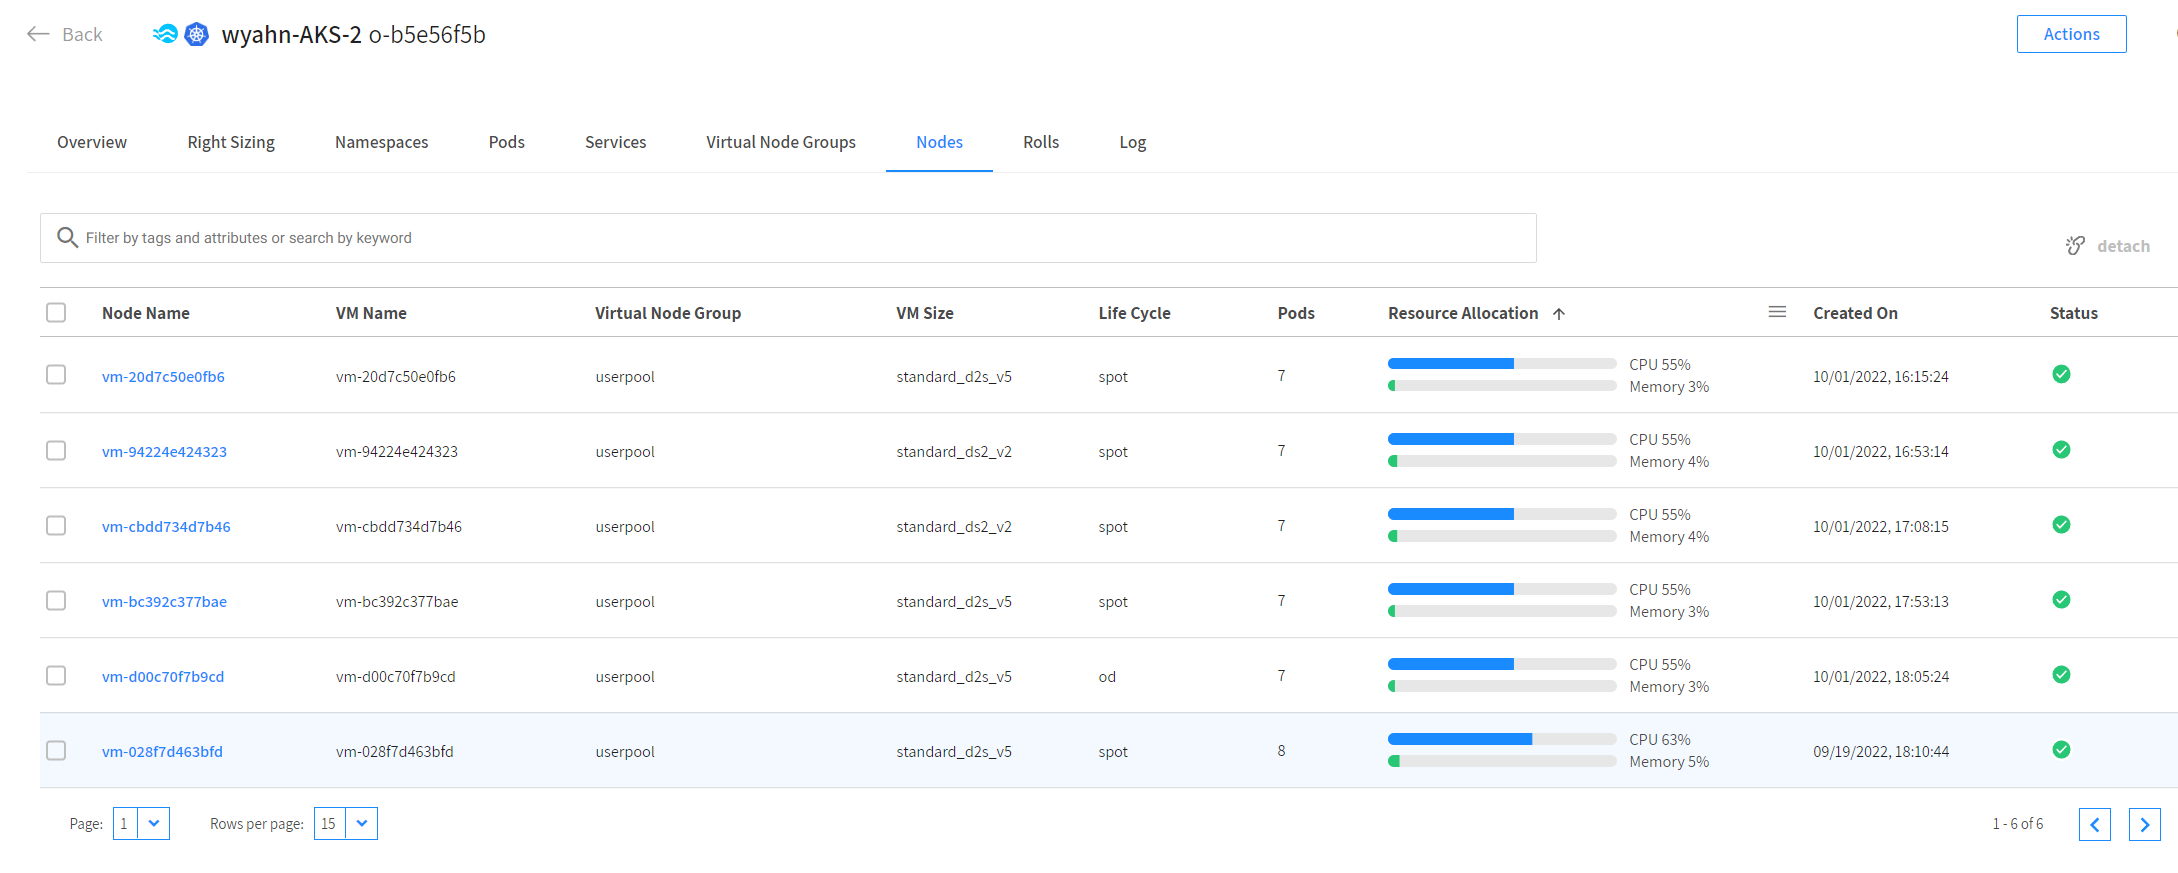 Back wyahn-AKS-2 o-b5e56f5b Actions
Overview Right Sizing Namespaces Pods Services Virtual Node Groups Nodes Rolls Log
Filter by tags and attributes or search by keyword
detach
Node Name VM Name Virtual Node Group VM Size Life Cycle Pods Resource Allocation Created On Status
vm-20d7c50e0fb6 vm-20d7c50e0fb6 userpool standard_d2s_v5 spot 7 CPU 55% 10/01/2022, 16:15:24
Memory 3%
vm-94224e424323 vm-94224e424323 userpool standard_ds2_v2 spot 7 CPU 55% 10/01/2022, 16:53:14
Memory 4%
vm-cbdd734d7b46 vm-cbdd734d7b46 userpool standard_ds2_v2 spot 7 CPU 55% 10/01/2022, 17:08:15
Memory 4%
vm-bc392c377bae vm-bc392c377bae userpool standard_d2s_v5 spot 7 CPU 55% 10/01/2022, 17:53:13
Memory 3%
vm-d00c70f7b9cd vm-d00c70f7b9cd userpool standard_d2s_v5 od 7 CPU 55% 10/01/2022, 18:05:24
Memory 3%
vm-028f7d463bfd vm-028f7d463bfd userpool standard_d2s_v5 spot 8 CPU 63% 09/19/2022, 18:10:44
Memory 5%
Page: 1 Rows per page: 15 1 - 6 of 6